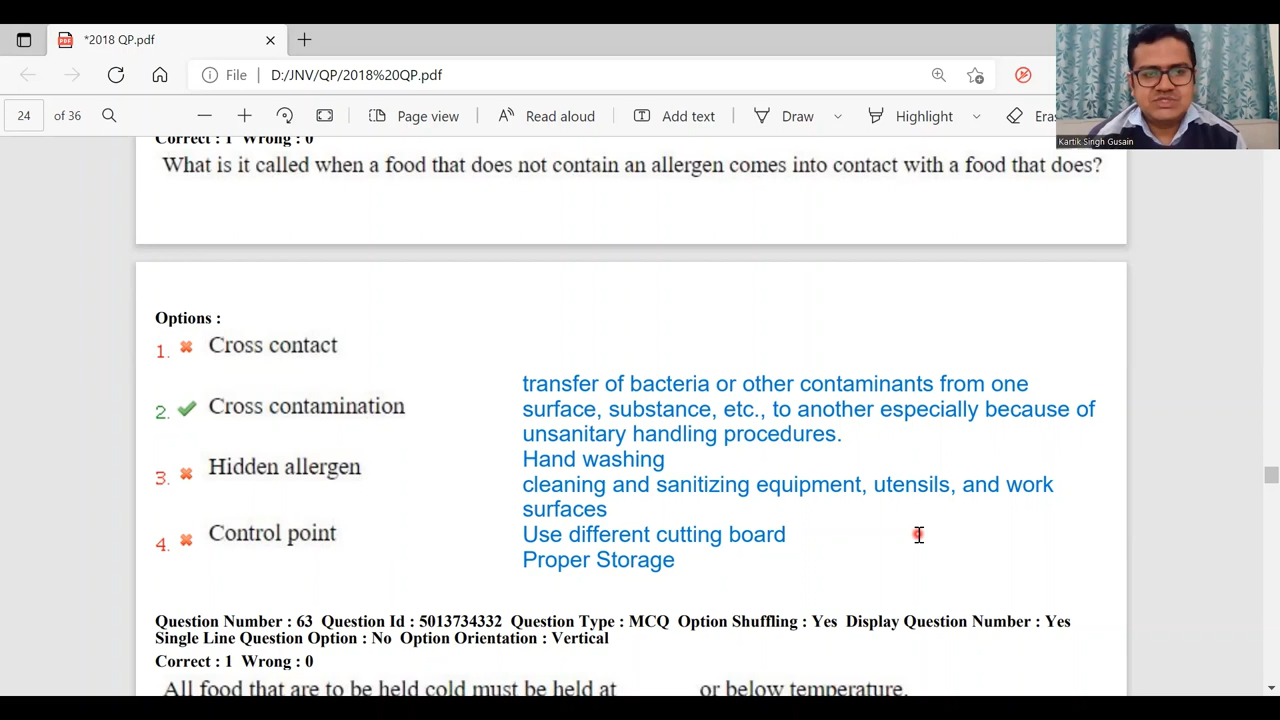 *2018 QP.pdf
File D:/JNV/QP/2018%20QP.pdf
24 of 36 Page view Read aloud Add text Draw Highlight Eras
Kartik Singh Gusain
Correct : 1 Wrong : 0
What is it called when a food that does not contain an allergen comes into contact with a food that does?
Options :
1. Cross contact
2. Cross contamination
3. Hidden allergen
4. Control point
transfer of bacteria or other contaminants from one
surface, substance, etc., to another especially because of
unsanitary handling procedures.
Hand washing
cleaning and sanitizing equipment, utensils, and work
surfaces
Use different cutting board
Proper Storage
Question Number : 63 Question Id : 5013734332 Question Type : MCQ Option Shuffling : Yes Display Question Number : Yes
Single Line Question Option : No Option Orientation : Vertical
Correct : 1 Wrong : 0
All food that are to be held cold must be held at _____ or below temperature.